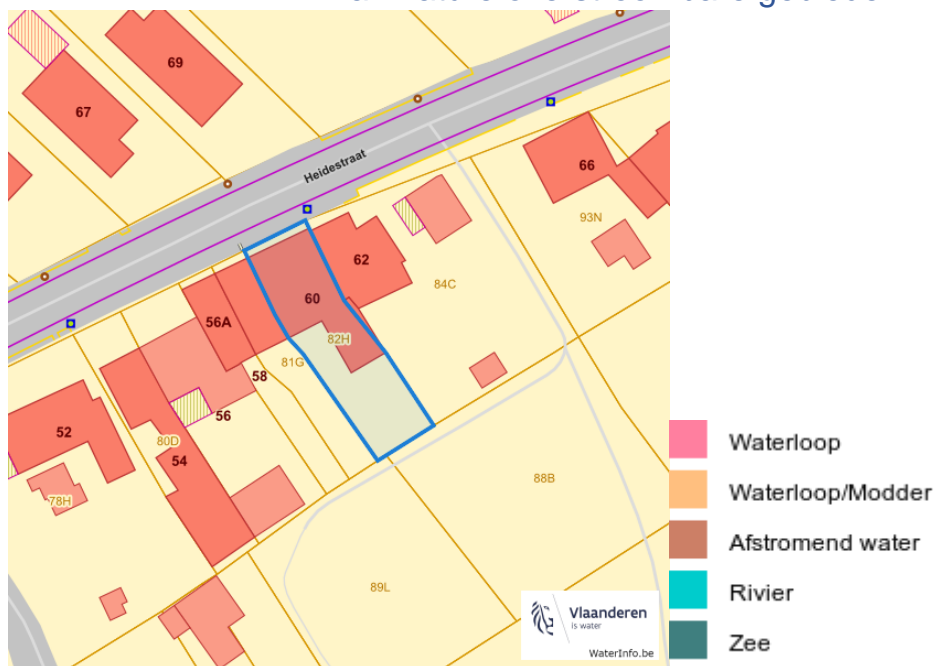 69
67
Heidestraat
66
93N
62
84C
60
56A
82H
81G
58
56
52
80D
54
88B
78H
89L
Vlaanderen
is water
WaterInfo.be
Waterloop
Waterloop/Modder
Afstromend water
Rivier
Zee